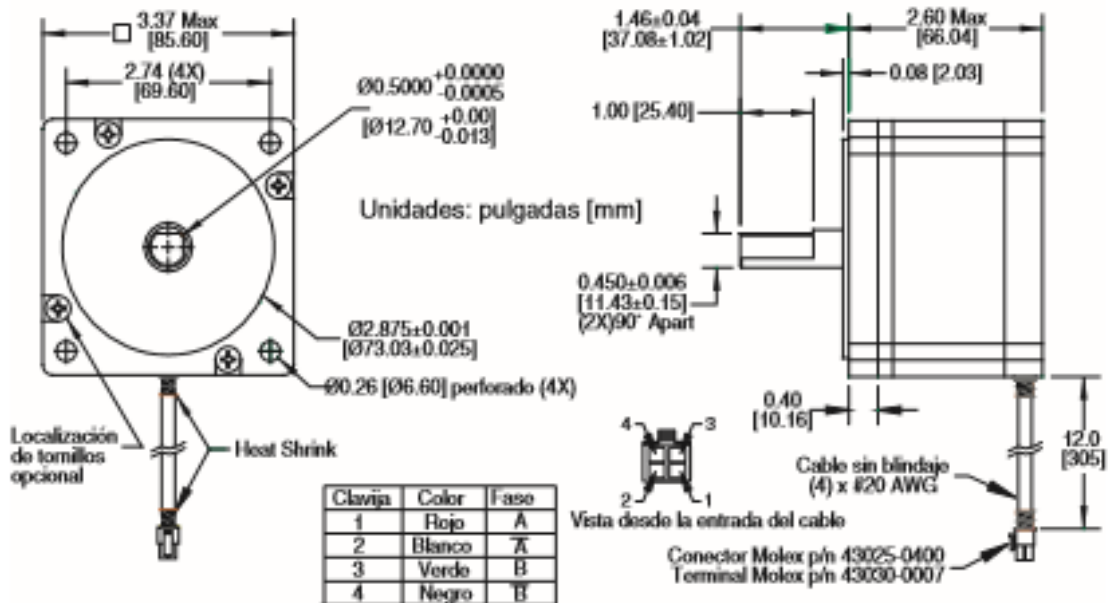 3.37 Max
[85.60]
2.74 (4X)
[69.60]
Ø0.5000 +0.0000
-0.0005
[Ø12.70 +0.00]
-0.013
1.46±0.04
[37.08±1.02]
2.60 Max
[66.04]
0.08 [2.03]
1.00 [25.40]
Unidades: pulgadas [mm]
0.450±0.006
[11.43±0.15]
(2X)90° Apart
Ø2.875±0.001
[Ø73.03±0.025]
Ø0.26 [Ø6.60] perforado (4X)
0.40
[10.16]
12.0
[305]
Localización
de tornillos
opcional
Heat Shrink
4 3
2 1
Vista desde la entrada del cable
Cable sin blindaje
(4) x #20 AWG
Conector Molex p/n 43025-0400
Terminal Molex p/n 43030-0007
Clavija Color Fase
1 Rojo A
2 Blanco A̅
3 Verde B
4 Negro B̅